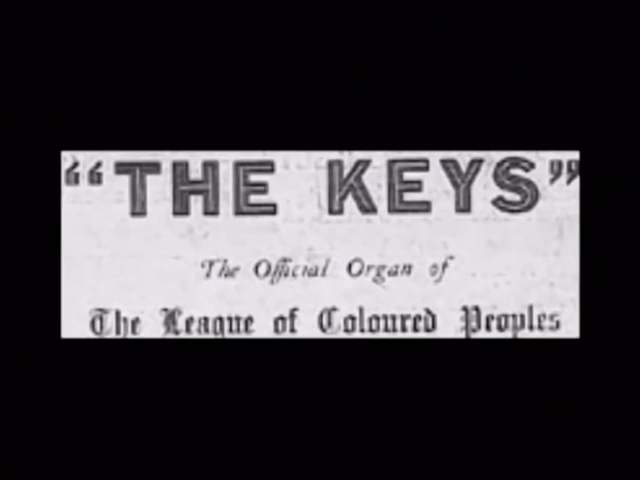 “THE KEYS”
The Official Organ of
The League of Coloured Peoples